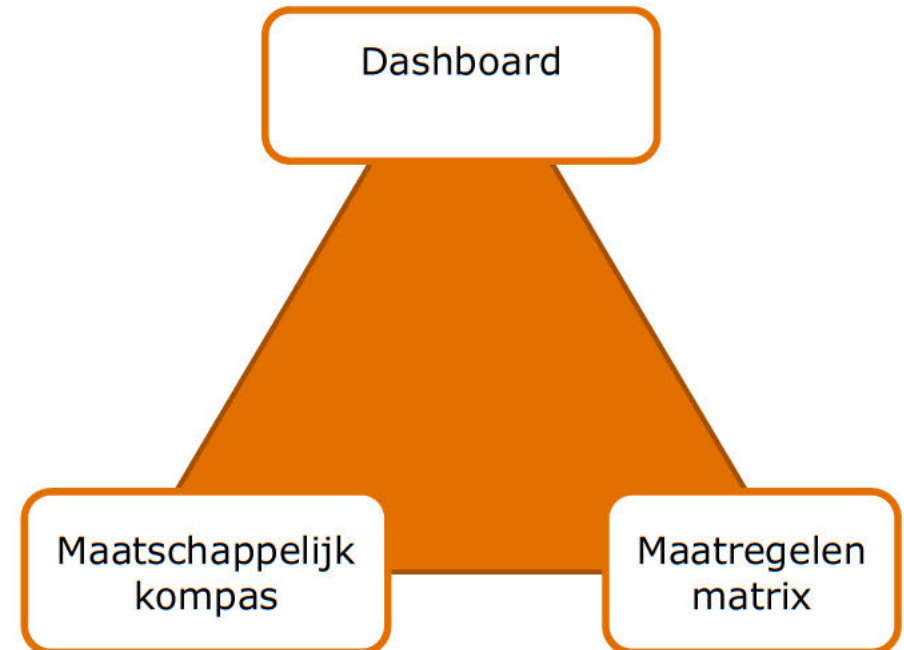 Dashboard
Maatschappelijk
kompas
Maatregelen
matrix